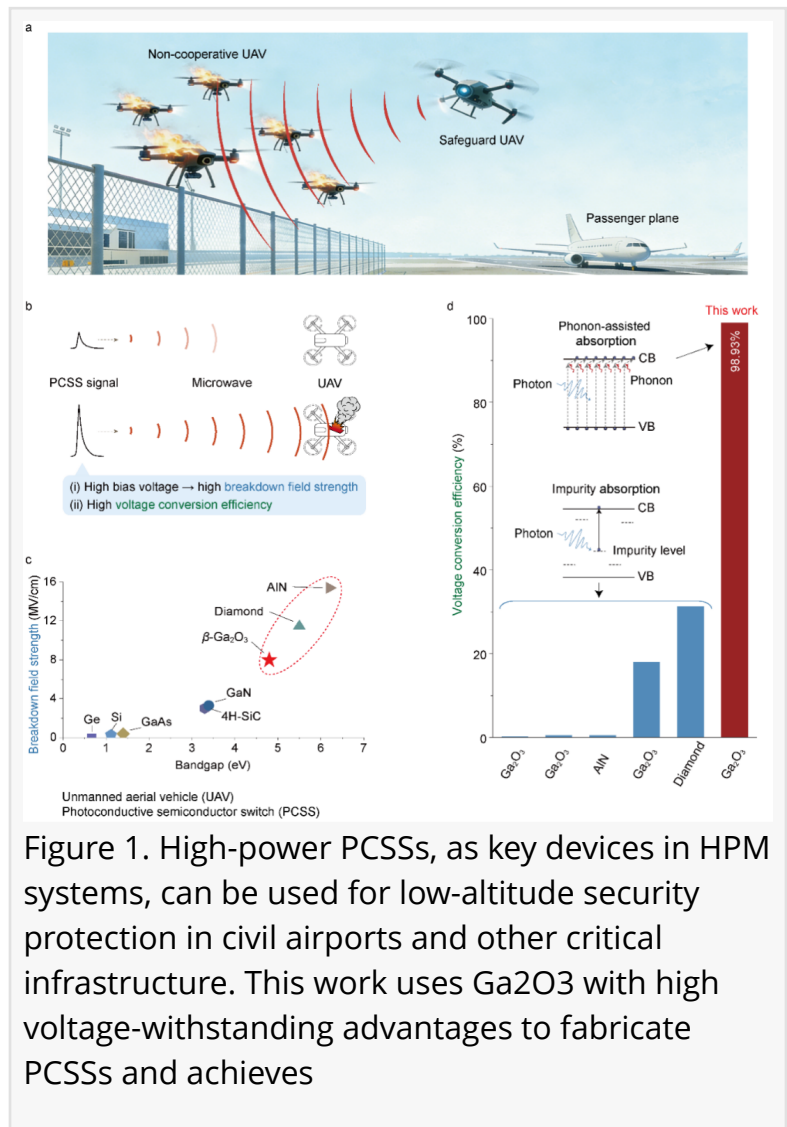 a
Non-cooperative UAV
Safeguard UAV
Passenger plane
b
PCSS signal
Microwave
UAV
(i) High bias voltage → high breakdown field strength
(ii) High voltage conversion efficiency
c
Breakdown field strength (MV/cm)
16
12
8
4
0
AlN
Diamond
β-Ga₂O₃
GaN
4H-SiC
Ge
Si
GaAs
0 1 2 3 4 5 6 7
Bandgap (eV)
Unmanned aerial vehicle (UAV)
Photoconductive semiconductor switch (PCSS)
d
This work
98.93%
Voltage conversion efficiency (%)
100
80
60
40
20
0
Phonon-assisted
absorption
CB
Photon
Phonon
VB
Impurity absorption
CB
Photon
Impurity level
VB
Ga₂O₃
Ga₂O₃
AlN
Ga₂O₃
Diamond
Ga₂O₃
Figure 1. High-power PCSSs, as key devices in HPM
systems, can be used for low-altitude security
protection in civil airports and other critical
infrastructure. This work uses Ga2O3 with high
voltage-withstanding advantages to fabricate
PCSSs and achieves